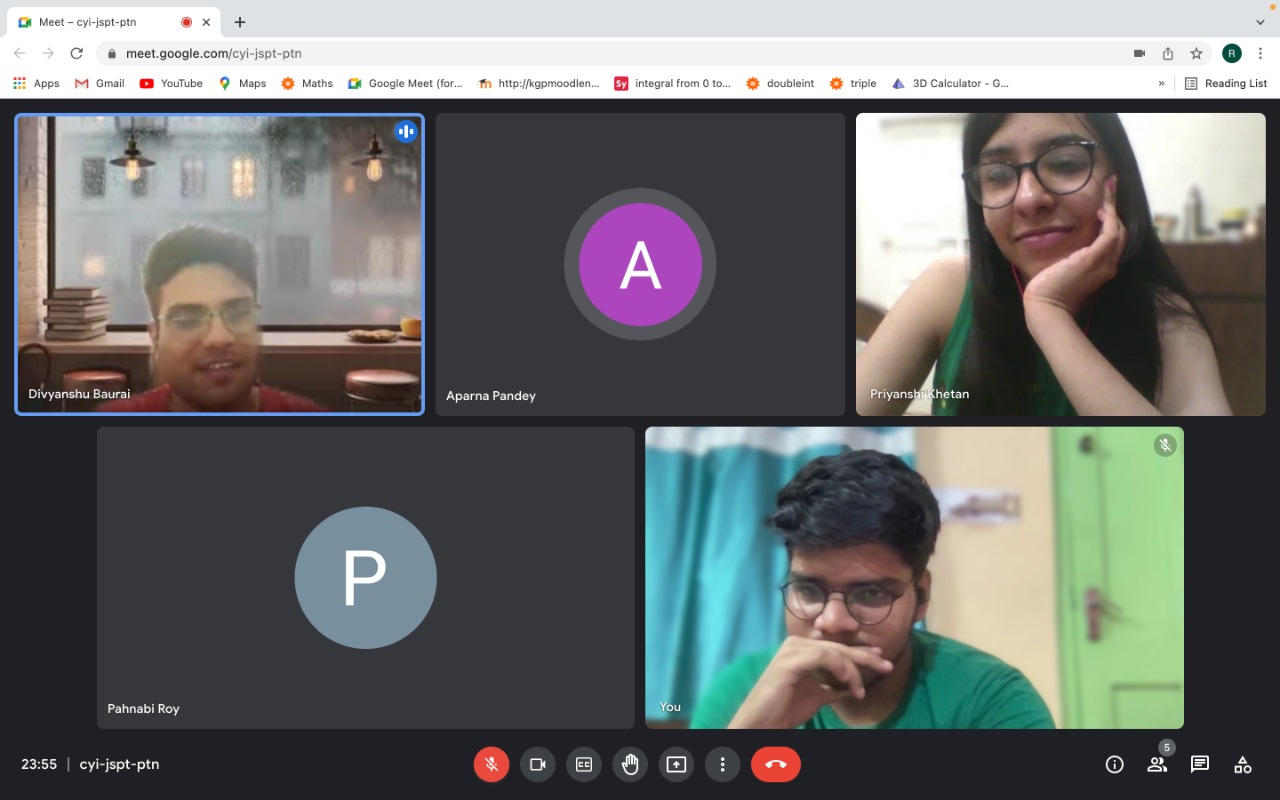 Meet – cyi-jspt-ptn
meet.google.com/cyi-jspt-ptn
R
Apps Gmail YouTube Maps Maths Google Meet (for... http://kgpmoodlen... Sy integral from 0 to... doubleint triple 3D Calculator - G... » Reading List
Divyanshu Baurai
A
Aparna Pandey
Priyanshi Khetan
P
Pahnabi Roy
You
23:55 | cyi-jspt-ptn
CC
5